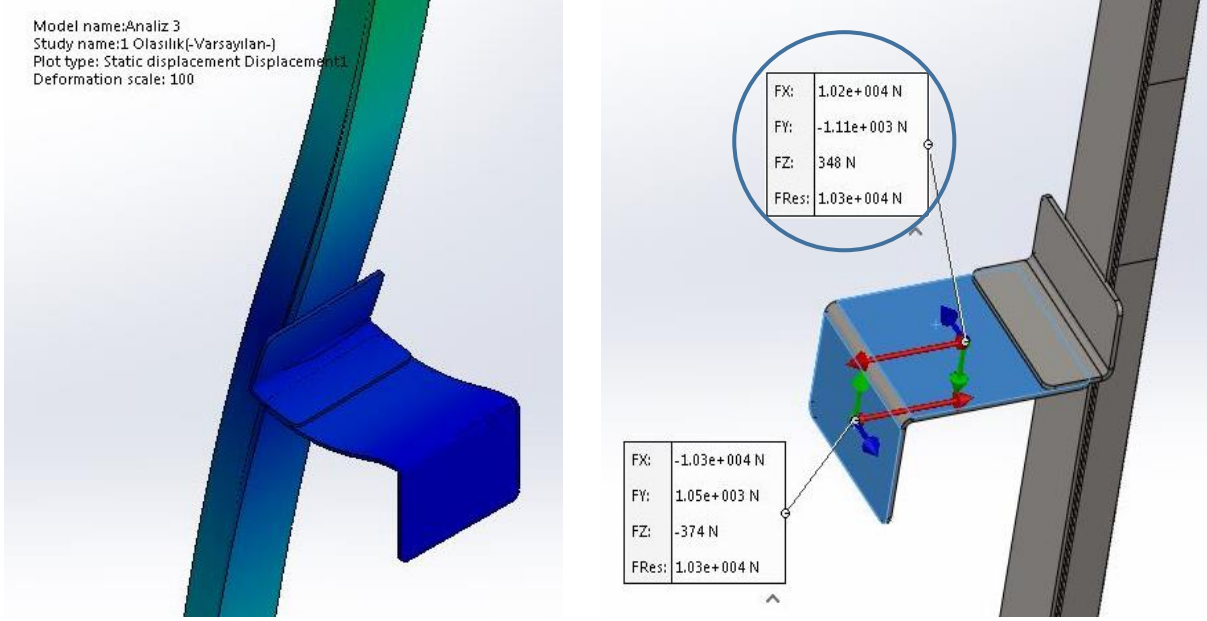 Model name:Analiz 3
Study name:1 Olasılık(-Varsayılan-)
Plot type: Static displacement Displacement1
Deformation scale: 100
FX: 1.02e+004 N
FY: -1.11e+003 N
FZ: 348 N
FRes: 1.03e+004 N
FX: -1.03e+004 N
FY: 1.05e+003 N
FZ: -374 N
FRes: 1.03e+004 N